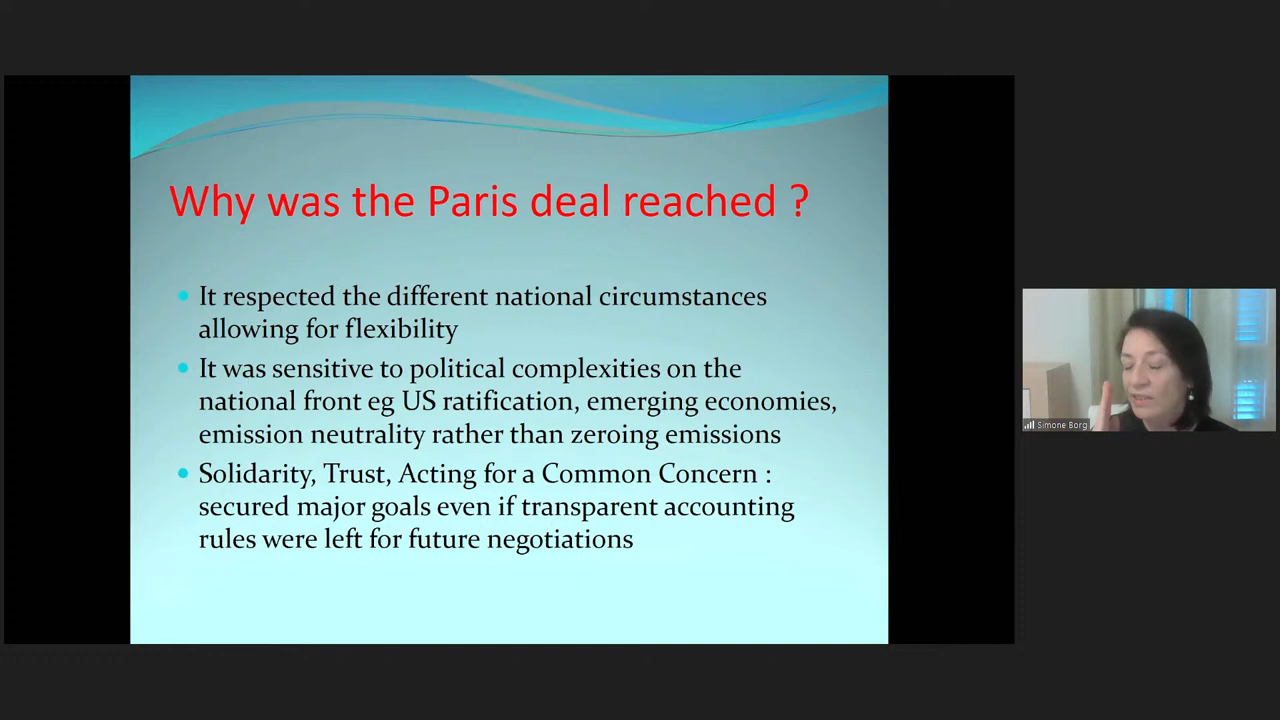 Why was the Paris deal reached ?
It respected the different national circumstances
allowing for flexibility
It was sensitive to political complexities on the
national front eg US ratification, emerging economies,
emission neutrality rather than zeroing emissions
Solidarity, Trust, Acting for a Common Concern :
secured major goals even if transparent accounting
rules were left for future negotiations
Simone Borg